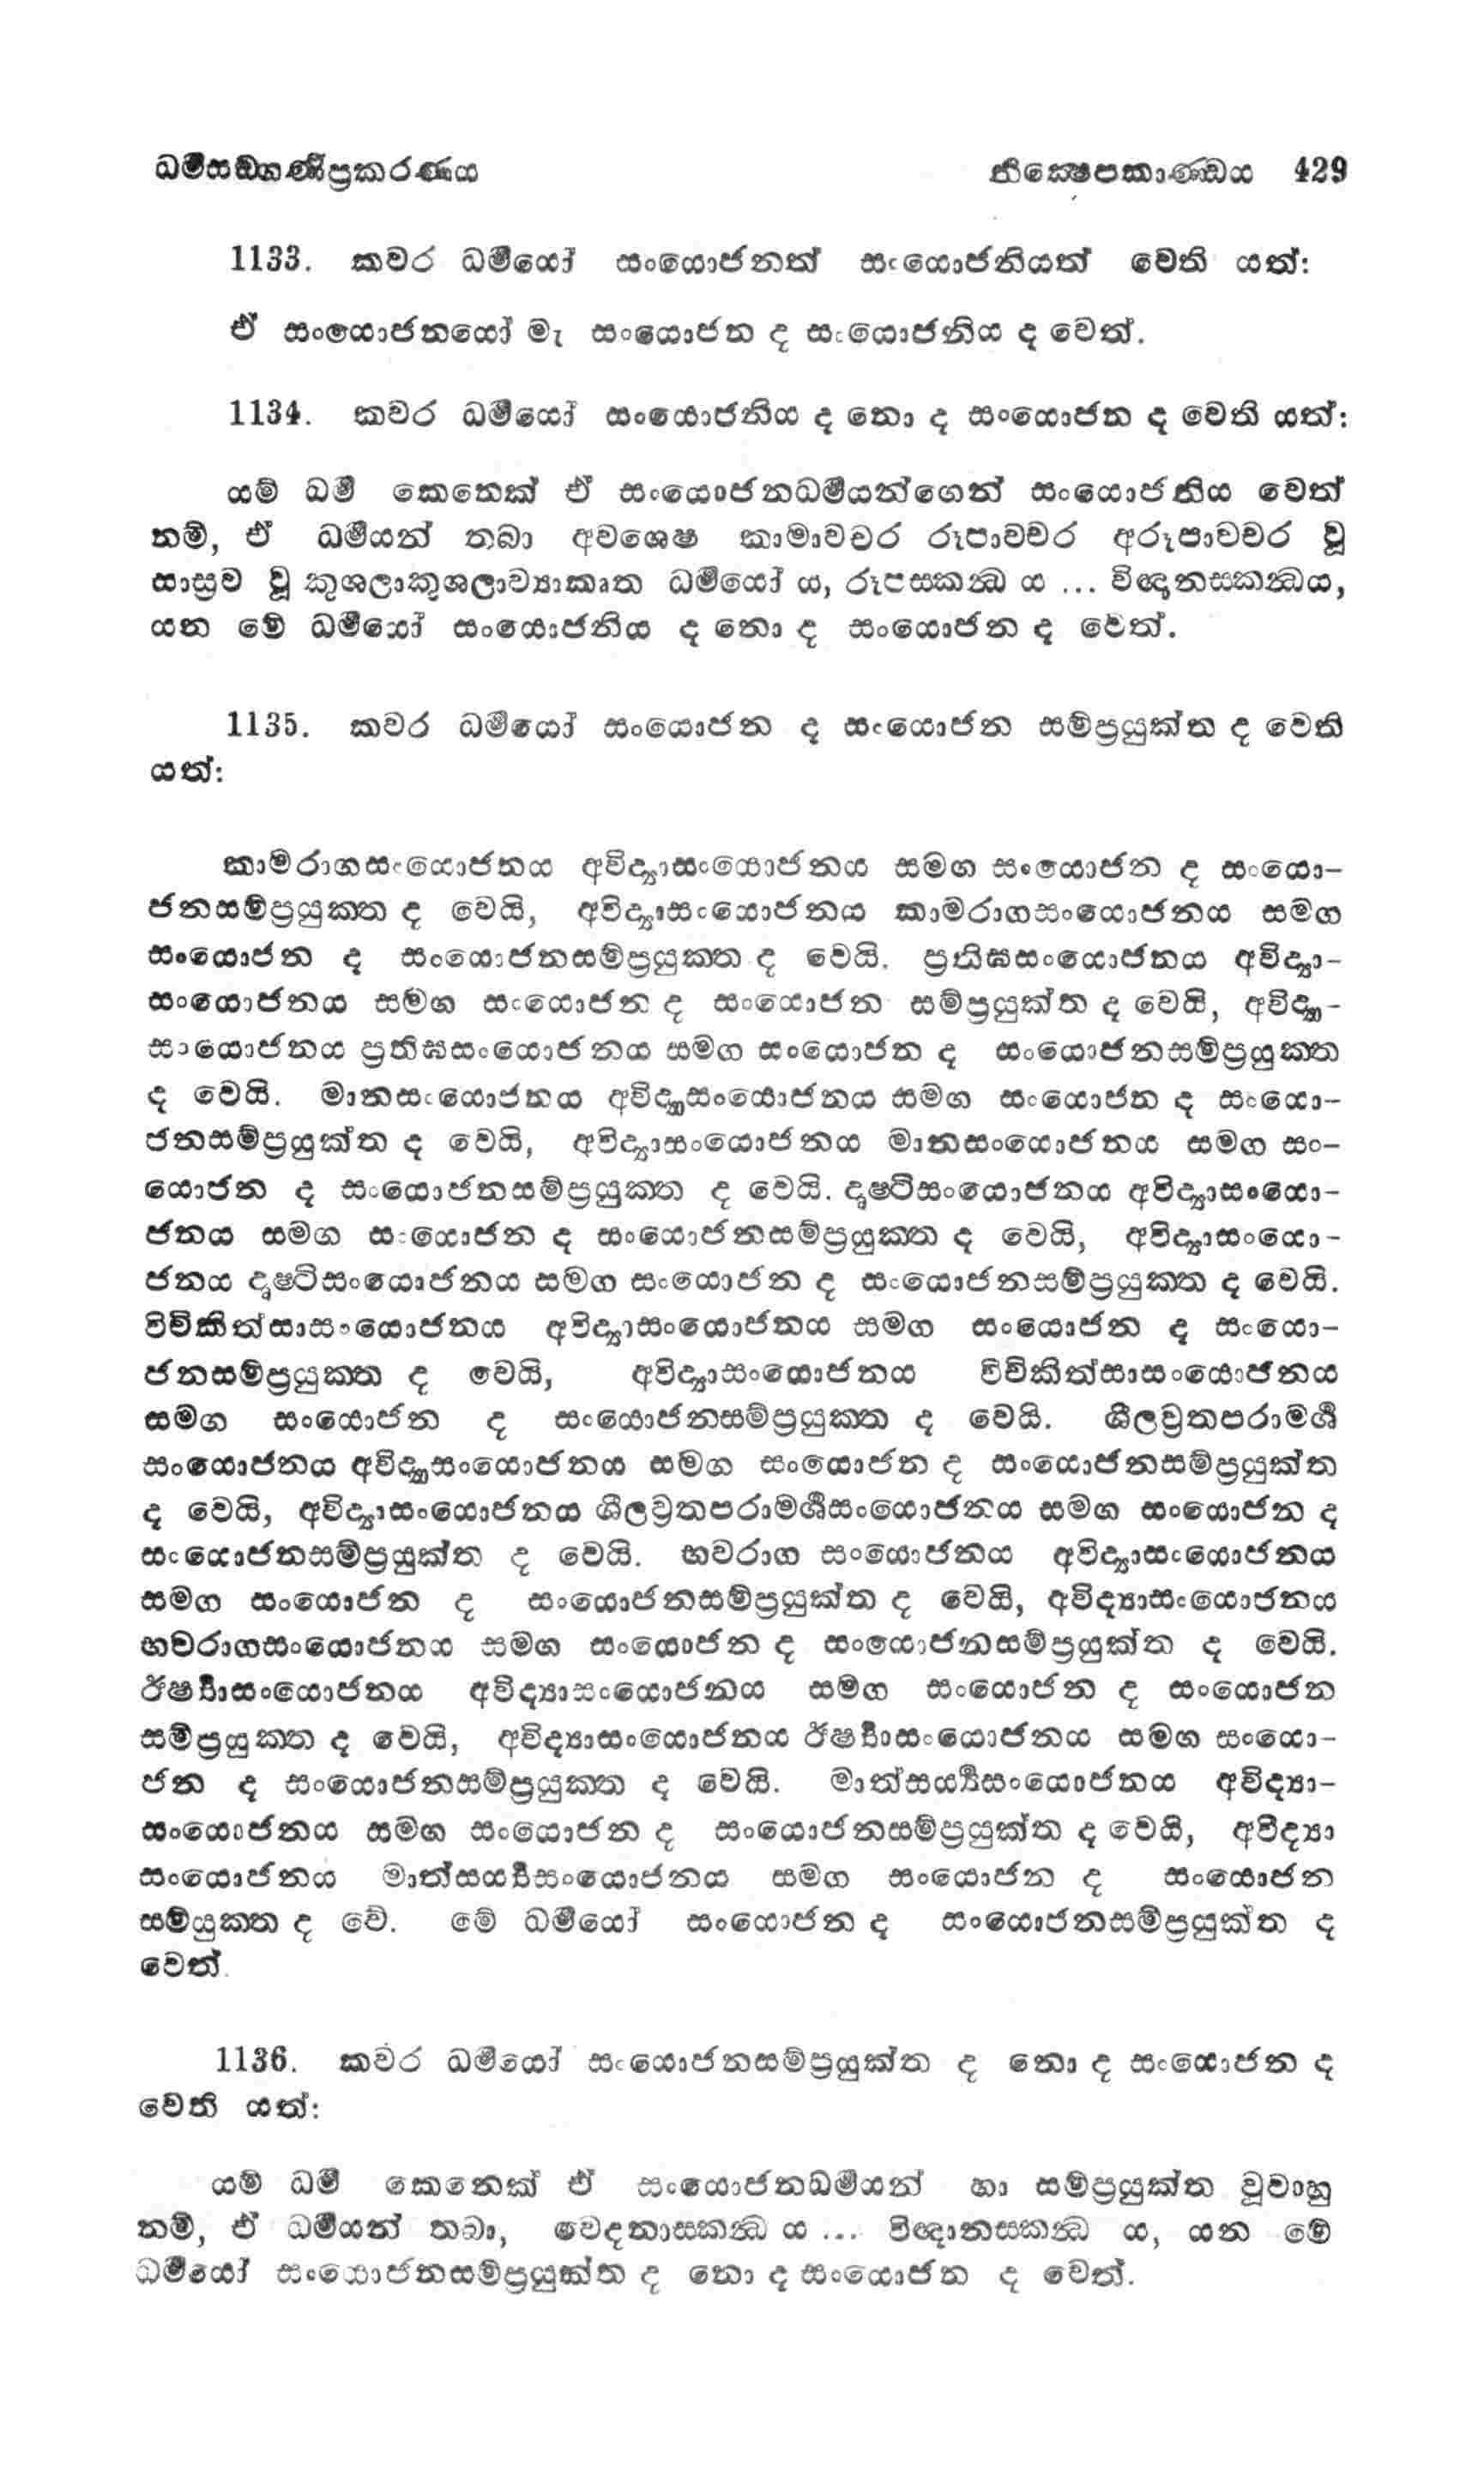 ධර්මසඞ්ගණීප්‍රකරණය නික්‍ෂෙපකාණ්ඩය 429
1133. කවර ධර්මයෝ සංයොජනත් සංයොජනියත් වෙති යත්:
ඒ සංයොජනයෝ මැ සංයොජන ද සංයොජනිය ද වෙත්.
1134. කවර ධර්මයෝ සංයොජනිය ද නො ද සංයොජන ද වෙති යත්:
යම් ධර්ම කෙනෙක් ඒ සංයොජනධර්මයන්ගෙන් සංයොජනිය වෙත්
නම්, ඒ ධර්මයන් තබා අවශෙෂ කාමාවචර රූපාවචර අරූපාවචර වූ
සාස්‍රව වූ කුශලාකුශලාව්‍යාකෘත ධර්මයෝ ය, රූපස්කන්‍ධ ය ... විඥානස්කන්‍ධය,
යන මේ ධර්මයෝ සංයොජනිය ද නො ද සංයොජන ද වෙත්.
1135. කවර ධර්මයෝ සංයොජන ද සංයොජන සම්ප්‍රයුක්ත ද වෙති
යත්:
කාමරාගසංයොජනය අවිද්‍යාසංයොජනය සමග සංයොජන ද සංයො-
ජනසම්ප්‍රයුක්ත ද වෙයි, අවිද්‍යාසංයොජනය කාමරාගසංයොජනය සමග
සංයොජන ද සංයොජනසම්ප්‍රයුක්ත ද වෙයි. ප්‍රතිඝසංයොජනය අවිද්‍යා-
සංයොජනය සමග සංයොජන ද සංයොජන සම්ප්‍රයුක්ත ද වෙයි, අවිද්‍යා-
සංයොජනය ප්‍රතිඝසංයොජනය සමග සංයොජන ද සංයොජනසම්ප්‍රයුක්ත
ද වෙයි. මානසංයොජනය අවිද්‍යාසංයොජනය සමග සංයොජන ද සංයො-
ජනසම්ප්‍රයුක්ත ද වෙයි, අවිද්‍යාසංයොජනය මානසංයොජනය සමග සං-
යොජන ද සංයොජනසම්ප්‍රයුක්ත ද වෙයි. දෘෂ්ටිසංයොජනය අවිද්‍යාසංයො-
ජනය සමග සංයොජන ද සංයොජනසම්ප්‍රයුක්ත ද වෙයි, අවිද්‍යාසංයො-
ජනය දෘෂ්ටිසංයොජනය සමග සංයොජන ද සංයොජනසම්ප්‍රයුක්ත ද වෙයි.
විචිකිත්සාසංයොජනය අවිද්‍යාසංයොජනය සමග සංයොජන ද සංයො-
ජනසම්ප්‍රයුක්ත ද වෙයි, අවිද්‍යාසංයොජනය විචිකිත්සාසංයොජනය
සමග සංයොජන ද සංයොජනසම්ප්‍රයුක්ත ද වෙයි. ශීලව්‍රතපරාමර්ශ
සංයොජනය අවිද්‍යාසංයොජනය සමග සංයොජන ද සංයොජනසම්ප්‍රයුක්ත
ද වෙයි, අවිද්‍යාසංයොජනය ශීලව්‍රතපරාමර්ශසංයොජනය සමග සංයොජන ද
සංයොජනසම්ප්‍රයුක්ත ද වෙයි. භවරාග සංයොජනය අවිද්‍යාසංයොජනය
සමග සංයොජන ද සංයොජනසම්ප්‍රයුක්ත ද වෙයි, අවිද්‍යාසංයොජනය
භවරාගසංයොජනය සමග සංයොජන ද සංයොජනසම්ප්‍රයුක්ත ද වෙයි.
ඊර්ෂ්‍යාසංයොජනය අවිද්‍යාසංයොජනය සමග සංයොජන ද සංයොජන
සම්ප්‍රයුක්ත ද වෙයි, අවිද්‍යාසංයොජනය ඊර්ෂ්‍යාසංයොජනය සමග සංයො-
ජන ද සංයොජනසම්ප්‍රයුක්ත ද වෙයි. මාත්සර්‍ය්‍යසංයොජනය අවිද්‍යා-
සංයොජනය සමග සංයොජන ද සංයොජනසම්ප්‍රයුක්ත ද වෙයි, අවිද්‍යා
සංයොජනය මාත්සර්‍ය්‍යසංයොජනය සමග සංයොජන ද සංයොජන
සම්යුක්ත ද වේ. මේ ධර්මයෝ සංයොජන ද සංයොජනසම්ප්‍රයුක්ත ද
වෙත්.
1136. කවර ධර්මයෝ සංයොජනසම්ප්‍රයුක්ත ද නො ද සංයොජන ද
වෙති යත්:
යම් ධර්ම කෙනෙක් ඒ සංයොජනධර්මයන් හා සම්ප්‍රයුක්ත වූවාහු
නම්, ඒ ධර්මයන් තබා, වෙදනාස්කන්‍ධ ය ... විඥානස්කන්‍ධ ය, යන මේ
ධර්මයෝ සංයොජනසම්ප්‍රයුක්ත ද නො ද සංයොජන ද වෙත්.